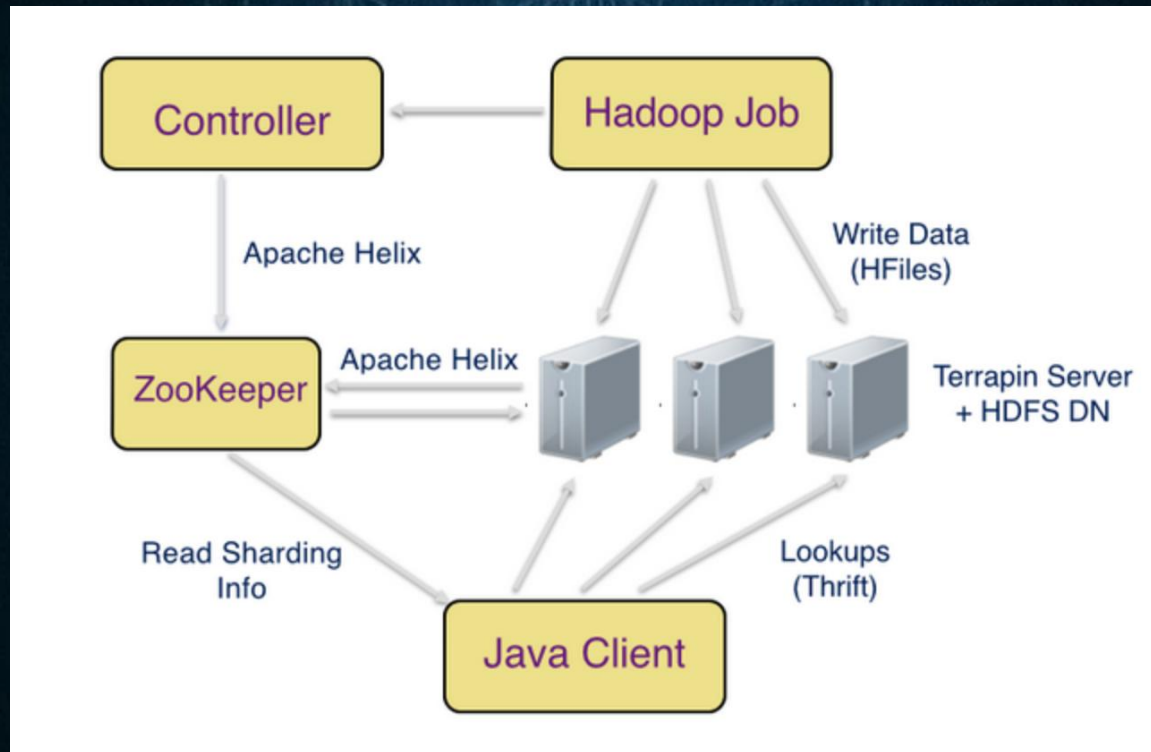 Controller
Hadoop Job
Apache Helix
Write Data
(HFiles)
ZooKeeper
Apache Helix
Terrapin Server
+ HDFS DN
Read Sharding
Info
Lookups
(Thrift)
Java Client